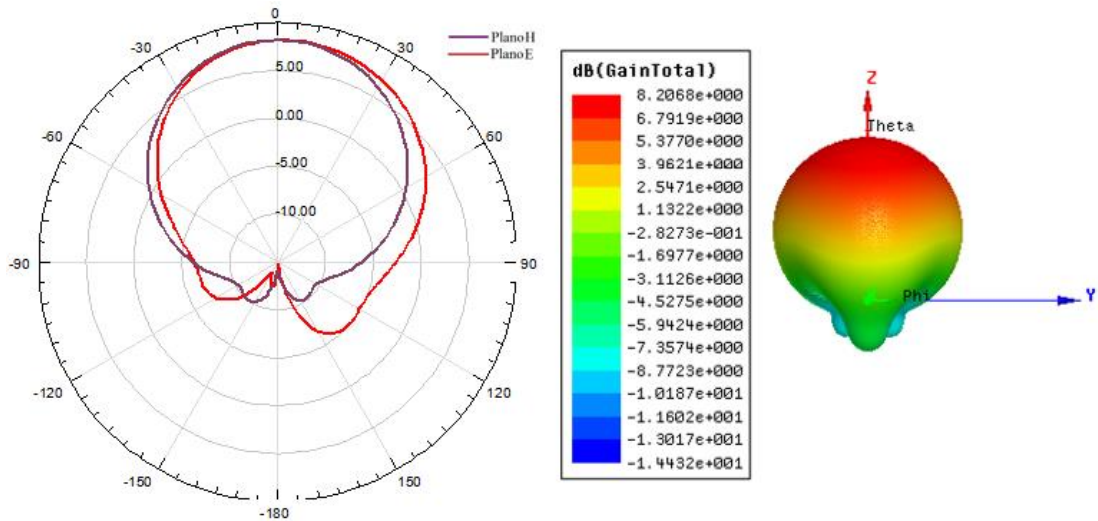 0
-30
30
-60
60
-90
90
-120
120
-150
150
-180
5.00
0.00
-5.00
-10.00
PlanoH
PlanoE
dB(GainTotal)
8.2068e+000
6.7919e+000
5.3770e+000
3.9621e+000
2.5471e+000
1.1322e+000
-2.8273e-001
-1.6977e+000
-3.1126e+000
-4.5275e+000
-5.9424e+000
-7.3574e+000
-8.7723e+000
-1.0187e+001
-1.1602e+001
-1.3017e+001
-1.4432e+001
Z
Theta
Phi
Y